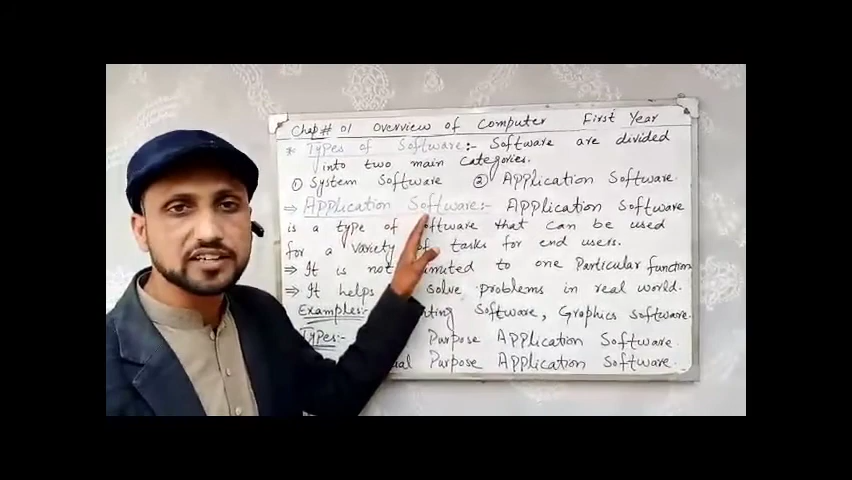 Chap# 01 Overview of Computer First Year
* Types of Software:- Software are divided
into two main categories.
① System Software ② Application Software.
⇒ Application Software:- Application Software
is a type of Software that can be used
for a variety of tasks for end users.
⇒ It is not limited to one Particular function
⇒ It helps solve problems in real world.
Examples:- Software, Graphics software.
Types:- Purpose Application Software.
Purpose Application Software.